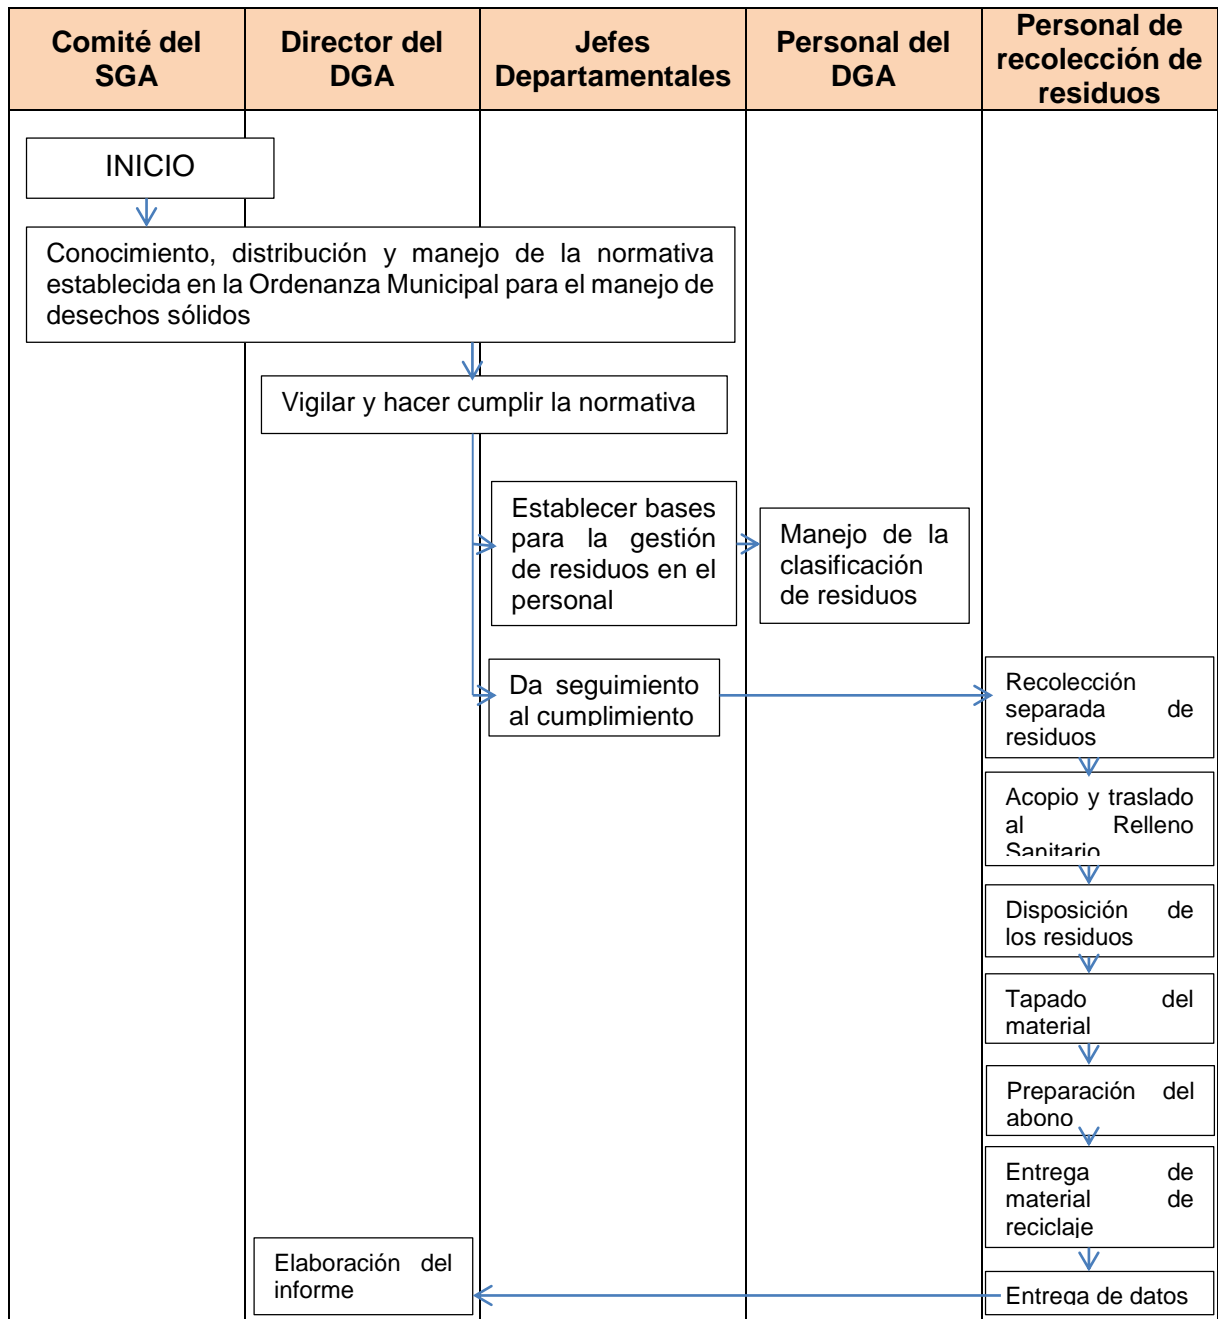 Comité del
SGA
Director del
DGA
Jefes
Departamentales
Personal del
DGA
Personal de
recolección de
residuos
INICIO
Conocimiento, distribución y manejo de la normativa
establecida en la Ordenanza Municipal para el manejo de
desechos sólidos
Vigilar y hacer cumplir la normativa
Establecer bases
para la gestión
de residuos en el
personal
Manejo de la
clasificación
de residuos
Da seguimiento
al cumplimiento
Recolección
separada de
residuos
Acopio y traslado
al Relleno
Sanitario
Disposición de
los residuos
Tapado del
material
Preparación del
abono
Entrega de
material de
reciclaje
Elaboración del
informe
Entrega de datos